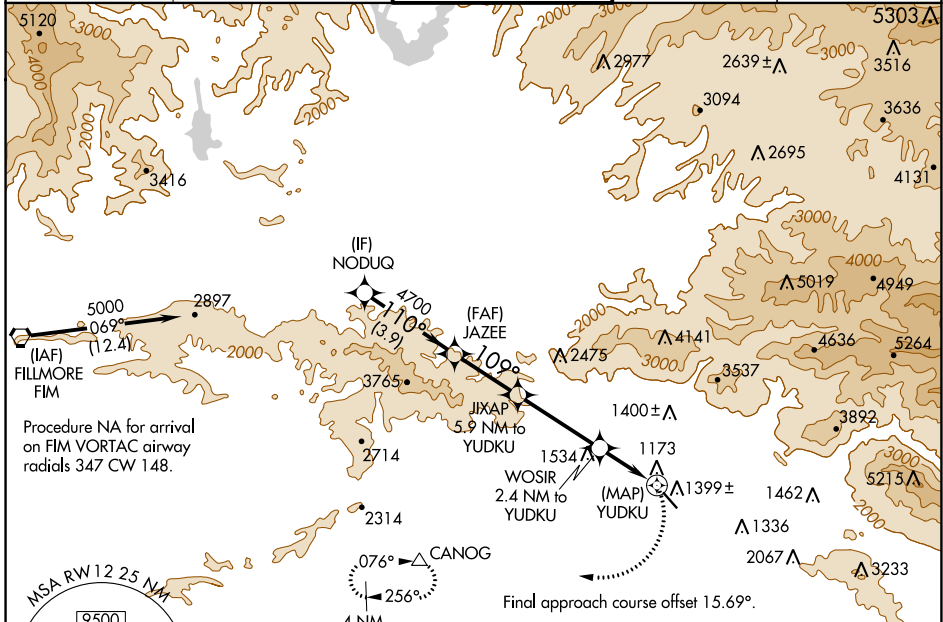 5120
3000
4000
2000
3416
2000
3000
2000
2977
2639±
3000
5303
3516
3094
3636
2695
4131
3000
4000
5019
4949
(IF)
NODUQ
5000
069°
(12.4)
2897
4700
110°
(3.9)
(FAF)
JAZEE
109°
2000
(IAF)
FILLMORE
FIM
2000
2475
4141
3000
4636
5264
3537
3765
JIXAP
5.9 NM to
YUDKU
1400±
3892
Procedure NA for arrival
on FIM VORTAC airway
radials 347 CW 148.
2714
1534
1173
WOSIR
2.4 NM to
YUDKU
(MAP)
YUDKU
1399±
1462
3000
5215
2000
2314
1336
076°
CANOG
2067
3233
256°
4 NM
Final approach course offset 15.69°.
MSA RW12 25 NM
9500